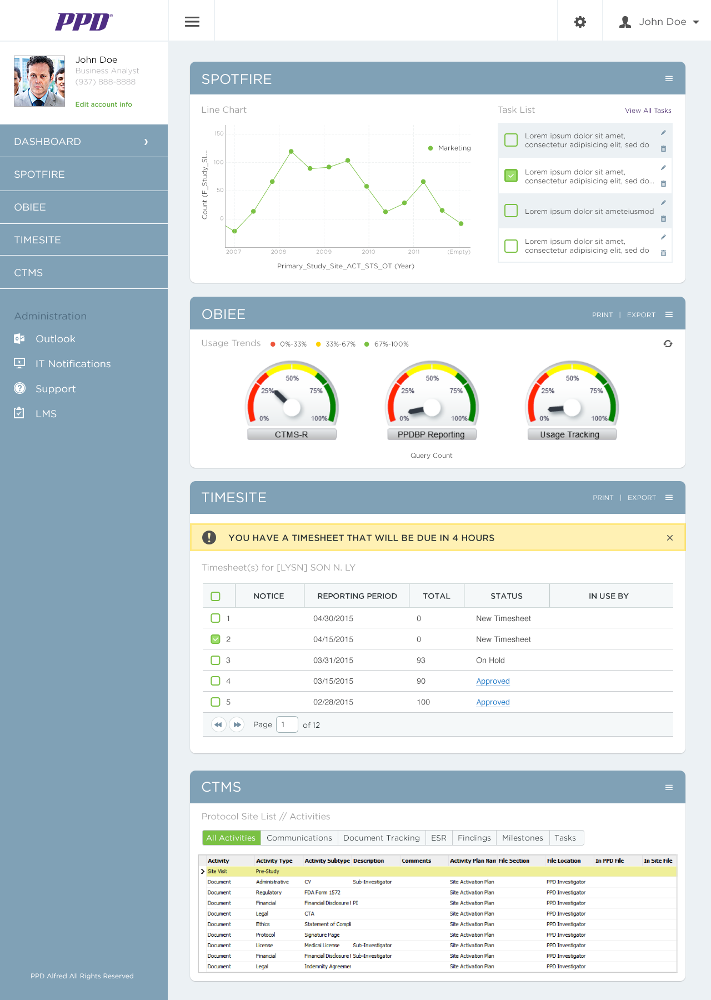 PPD®
John Doe
John Doe
Business Analyst
(937) 888-8888
Edit account info
DASHBOARD
SPOTFIRE
OBIEE
TIMESITE
CTMS
Administration
Outlook
IT Notifications
Support
LMS
PPD Alfred All Rights Reserved
SPOTFIRE
Line Chart
150
100
50
0
Count (F_Study_SI....
Marketing
2007 2008 2009 2010 2011 (Empty)
Primary_Study_Site_ACT_STS_OT (Year)
Task List
View All Tasks
Lorem ipsum dolor sit amet,
consectetur adipisicing elit, sed do
Lorem ipsum dolor sit amet,
consectetur adipisicing elit, sed do...
Lorem ipsum dolor sit ameteiusmod
Lorem ipsum dolor sit amet,
consectetur adipisicing elit, sed do
OBIEE
PRINT | EXPORT
Usage Trends 0%-33% 33%-67% 67%-100%
50%
25% 75%
0% 100%
CTMS-R
50%
25% 75%
0% 100%
PPDBP Reporting
50%
25% 75%
0% 100%
Usage Tracking
Query Count
TIMESITE
PRINT | EXPORT
YOU HAVE A TIMESHEET THAT WILL BE DUE IN 4 HOURS
Timesheet(s) for [LYSN] SON N. LY
NOTICE REPORTING PERIOD TOTAL STATUS IN USE BY
1 04/30/2015 0 New Timesheet
2 04/15/2015 0 New Timesheet
3 03/31/2015 93 On Hold
4 03/15/2015 90 Approved
5 02/28/2015 100 Approved
Page 1 of 12
CTMS
Protocol Site List // Activities
All Activities Communications Document Tracking ESR Findings Milestones Tasks
Activity Activity Type Activity Subtype Description Comments Activity Plan Nam File Section File Location In PPD File In Site File
Site Visit Pre-Study
Document Administrative CV Sub-Investigator Site Activation Plan PPD Investigator
Document Regulatory FDA Form 1572 Site Activation Plan PPD Investigator
Document Financial Financial Disclosure I PI Site Activation Plan PPD Investigator
Document Legal CTA Site Activation Plan PPD Investigator
Document Ethics Statement of Compli Site Activation Plan PPD Investigator
Document Protocol Signature Page Site Activation Plan PPD Investigator
Document License Medical License Sub-Investigator Site Activation Plan PPD Investigator
Document Financial Financial Disclosure I Sub-Investigator Site Activation Plan PPD Investigator
Document Legal Indemnity Agreemer Site Activation Plan PPD Investigator